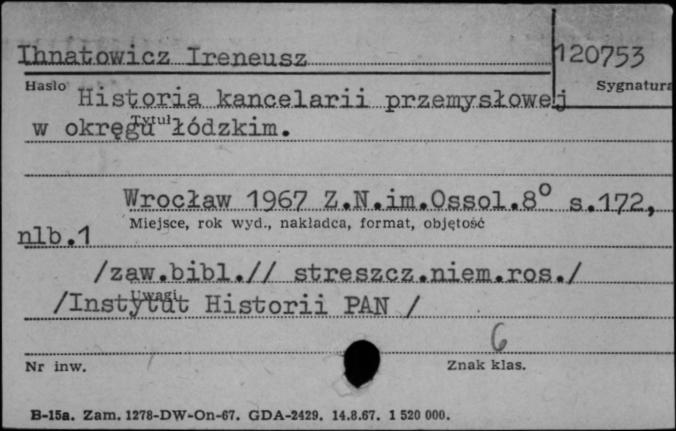 Ihnatowicz Ireneusz 120753
Hasło Sygnatura
Historia kancelarii przemysłowej
Tytuł
w okręgu łódzkim.
Wrocław 1967 Z.N.im.Ossol.8° s.172,
Miejsce, rok wyd., nakładca, format, objętość
nlb.1
/zaw.bibl.// streszcz.niem.ros./
Uwagi
/Instytut Historii PAN /
6
Nr inw. Znak klas.
B-15a. Zam. 1278-DW-On-67. GDA-2429. 14.8.67. 1 520 000.